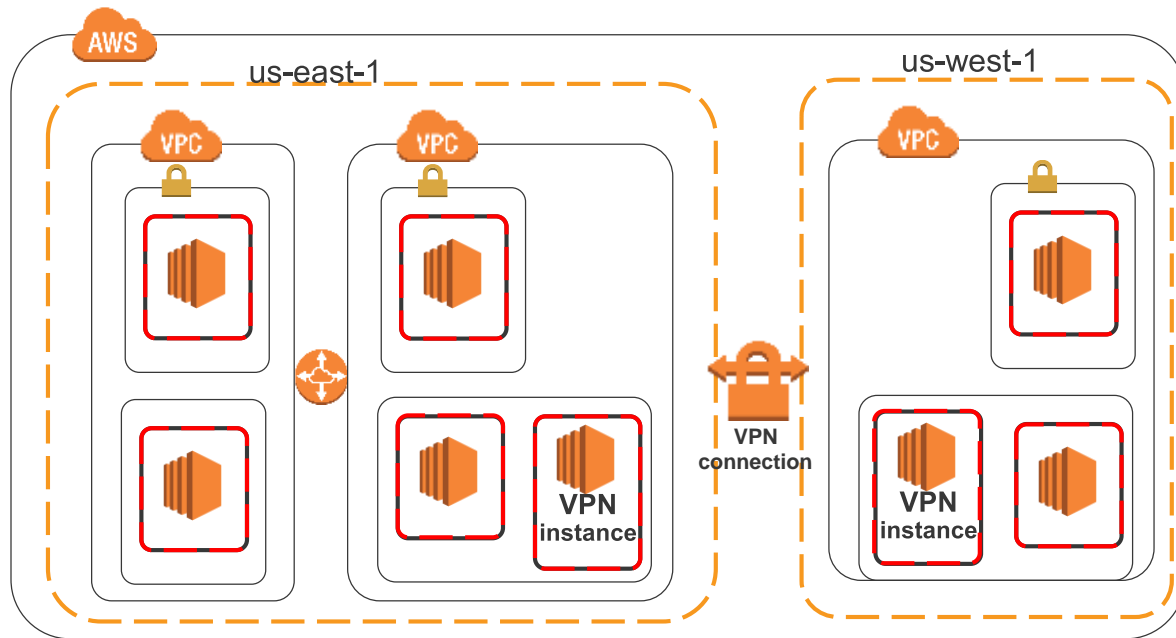 AWS
us-east-1
us-west-1
VPC
VPC
VPC
VPN
connection
VPN
instance
VPN
instance